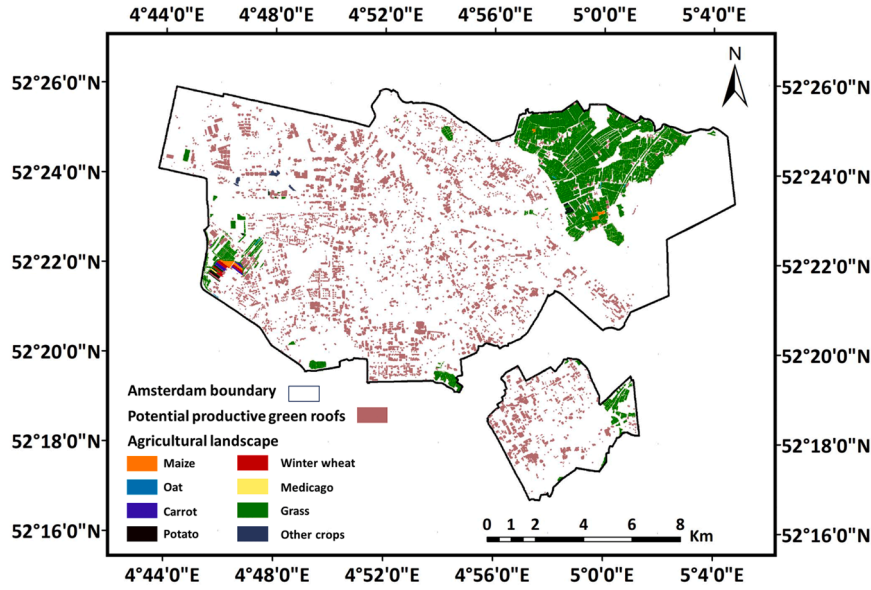 4°44'0"E 4°48'0"E 4°52'0"E 4°56'0"E 5°0'0"E 5°4'0"E
N
52°26'0"N 52°26'0"N
52°24'0"N 52°24'0"N
52°22'0"N 52°22'0"N
52°20'0"N 52°20'0"N
52°18'0"N 52°18'0"N
52°16'0"N 52°16'0"N
Amsterdam boundary
Potential productive green roofs
Agricultural landscape
Maize Winter wheat
Oat Medicago
Carrot Grass
Potato Other crops
0 1 2 4 6 8
Km
4°44'0"E 4°48'0"E 4°52'0"E 4°56'0"E 5°0'0"E 5°4'0"E